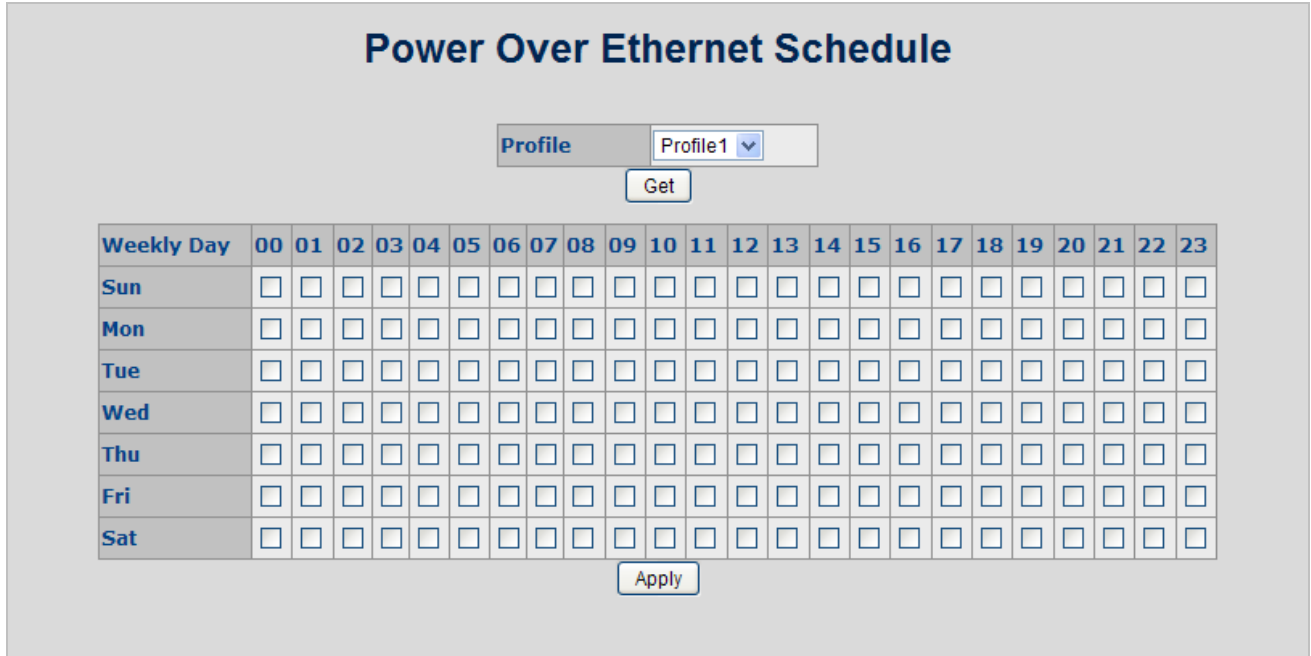 Power Over Ethernet Schedule
Profile Profile1
Get
Weekly Day 00 01 02 03 04 05 06 07 08 09 10 11 12 13 14 15 16 17 18 19 20 21 22 23
Sun
Mon
Tue
Wed
Thu
Fri
Sat
Apply